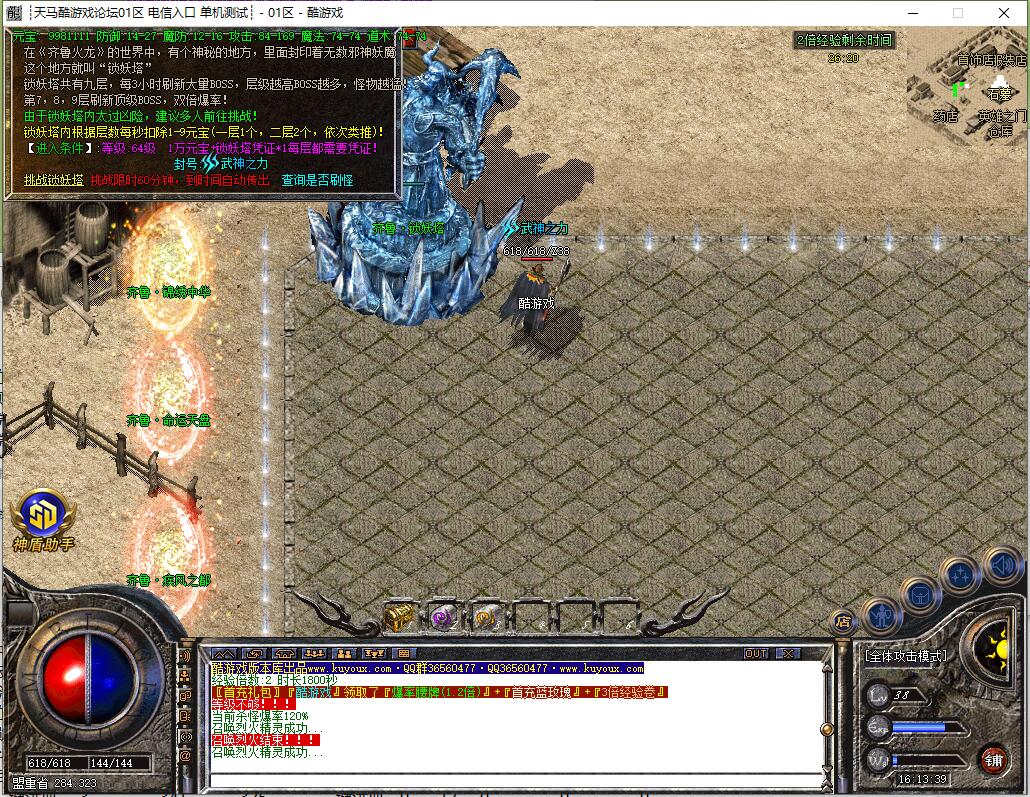 天马酷游戏论坛01区 电信入口 单机测试 - 01区 - 酷游戏
元宝 9981111 防御:14-27 魔防:12-16 攻击:84-169 魔法:74-74 道术:74-74
在《齐鲁火龙》的世界中，有个神秘的地方，里面封印着无数邪神妖魔
这个地方就叫“锁妖塔”
锁妖塔共有九层，每3小时刷新大量BOSS，层级越高BOSS越多，怪物越猛！
第7，8，9层刷新顶级BOSS，双倍爆率！
由于锁妖塔内太过凶险，建议多人前往挑战！
锁妖塔内根据层数每秒扣除1-9元宝(一层1个，二层2个，依次类推)！
【进入条件】:等级 64级 1万元宝+锁妖塔凭证*1每层都需要凭证！
封号: 武神之力
挑战锁妖塔 挑战限时60分钟，到时间自动传出 查询是否刷怪
2倍经验剩余时间
26:20
首饰店服装店
石墓
药店 英雄之门
仓库
齐鲁·锁妖塔
武神之力
618/618/Z38
酷游戏
齐鲁·锦绣中华
齐鲁·命运天盘
齐鲁·疾风之都
神盾助手
店
2 3 4 5 6
OUT
酷游戏版本库出品www.kuyoux.com·QQ群36560477·QQ36560477·www.kuyoux.com
经验倍数:2 时长1800秒
〖首充礼包〗『酷游戏』领取了『爆率腰牌(1.2倍)』+『首充蓝玫瑰』+『3倍经验卷』
等级不够！！！
当前杀怪爆率120%
召唤烈火精灵成功...
召唤烈火结束！！！
召唤烈火精灵成功...
[全体攻击模式]
Lv 38
Exp
Wt
铺
618/618 144/144
盟重省 284:323
16:13:39